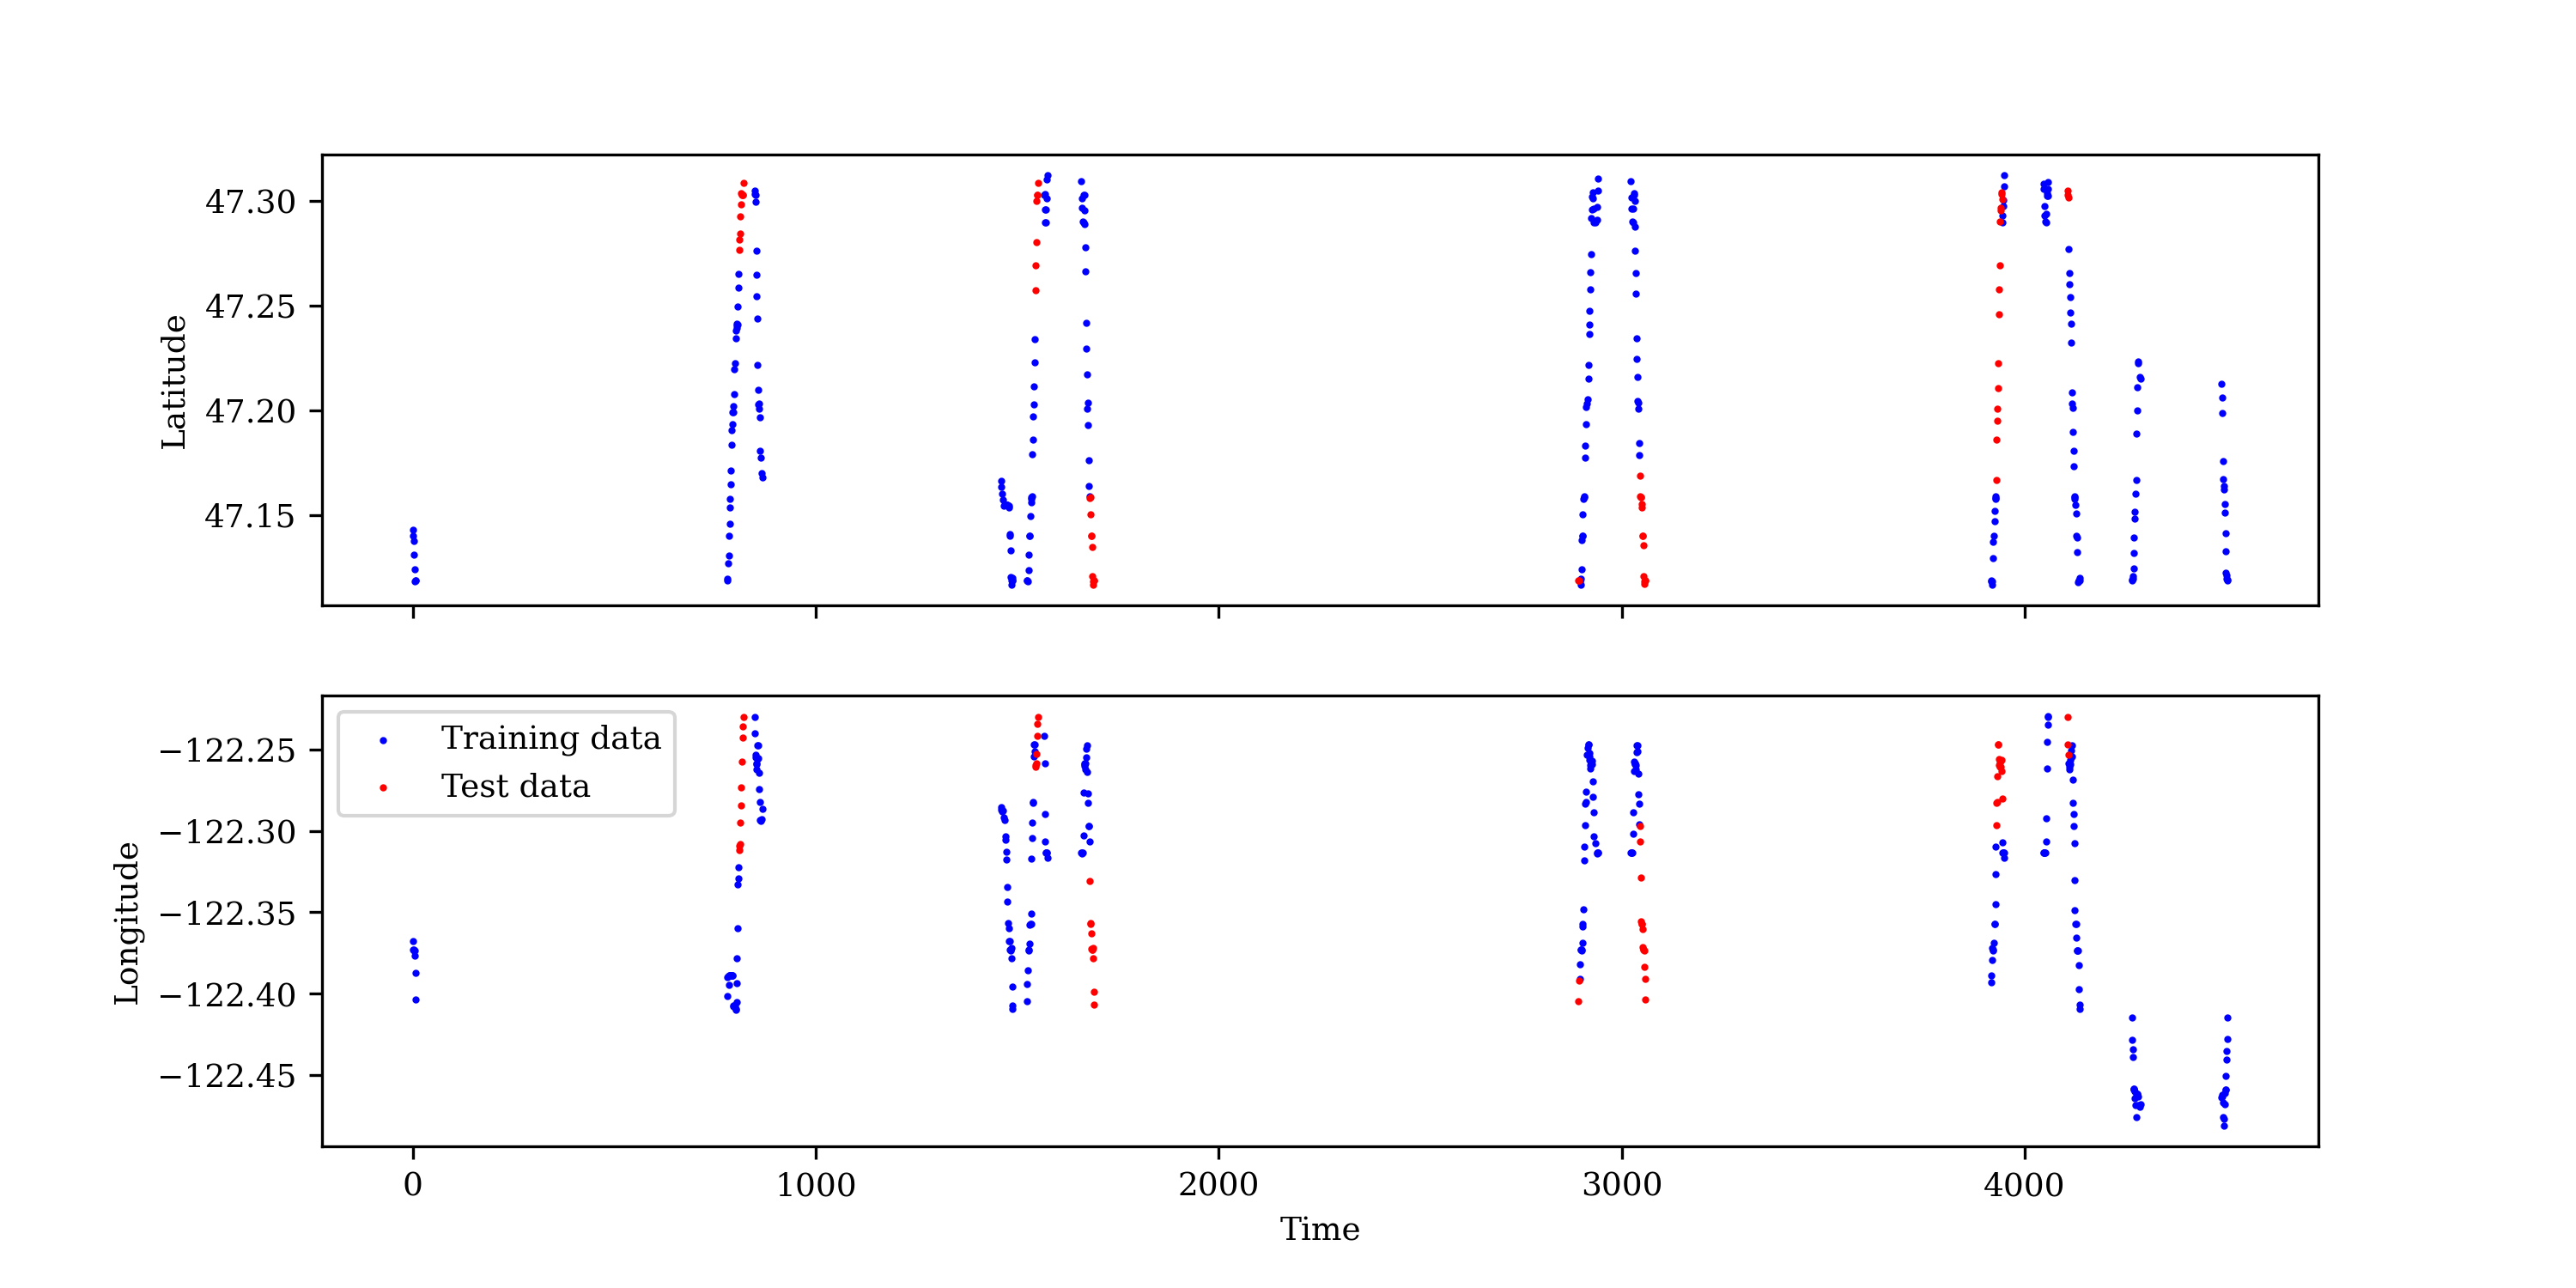 47.30
47.25
47.20
47.15
Latitude
Training data
Test data
−122.25
−122.30
−122.35
−122.40
−122.45
Longitude
0 1000 2000 3000 4000
Time